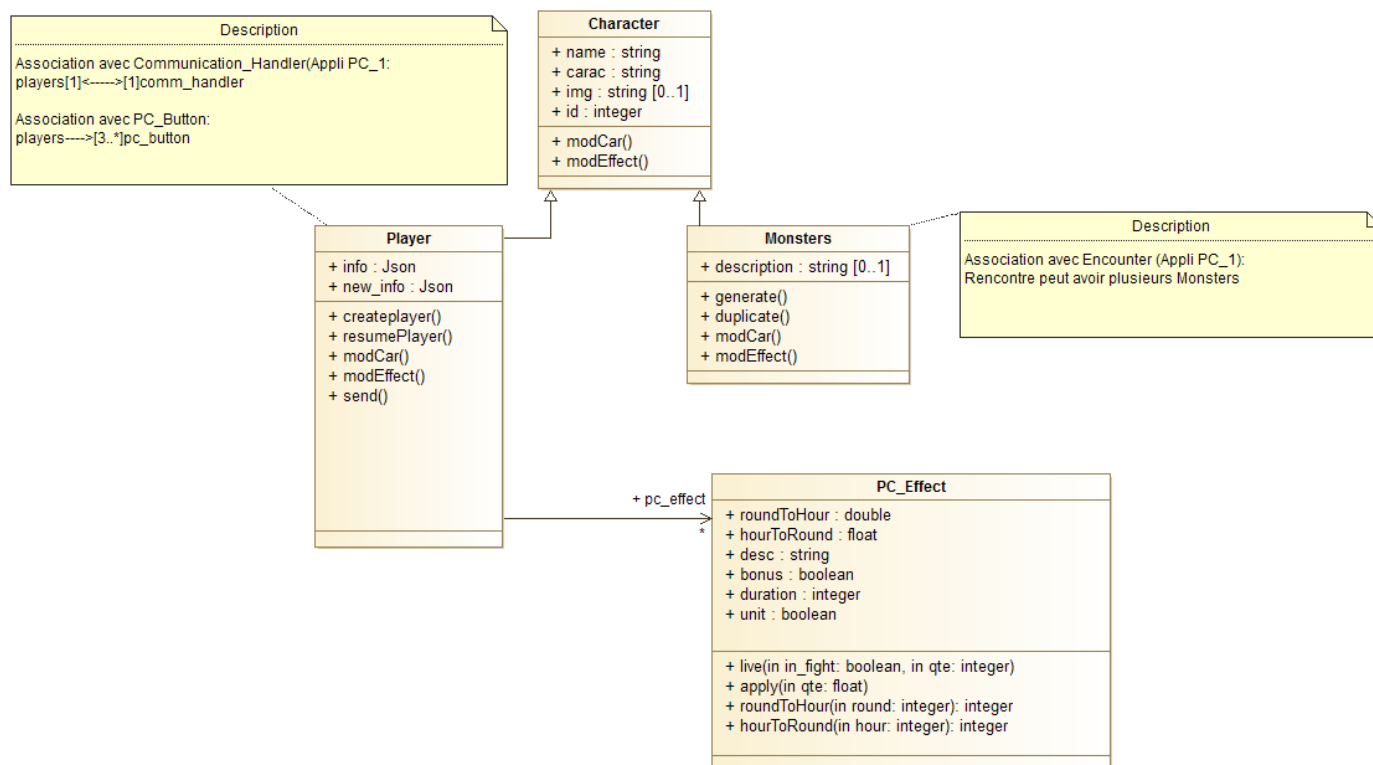 Description
Association avec Communication_Handler(Appli PC_1:
players[1]<----->[1]comm_handler
Association avec PC_Button:
players---->[3..*]pc_button
Character
+ name : string
+ carac : string
+ img : string [0..1]
+ id : integer
+ modCar()
+ modEffect()
Player
+ info : Json
+ new_info : Json
+ createplayer()
+ resumePlayer()
+ modCar()
+ modEffect()
+ send()
Monsters
+ description : string [0..1]
+ generate()
+ duplicate()
+ modCar()
+ modEffect()
Description
Association avec Encounter (Appli PC_1):
Rencontre peut avoir plusieurs Monsters
+ pc_effect
*
PC_Effect
+ roundToHour : double
+ hourToRound : float
+ desc : string
+ bonus : boolean
+ duration : integer
+ unit : boolean
+ live(in in_fight: boolean, in qte: integer)
+ apply(in qte: float)
+ roundToHour(in round: integer): integer
+ hourToRound(in hour: integer): integer